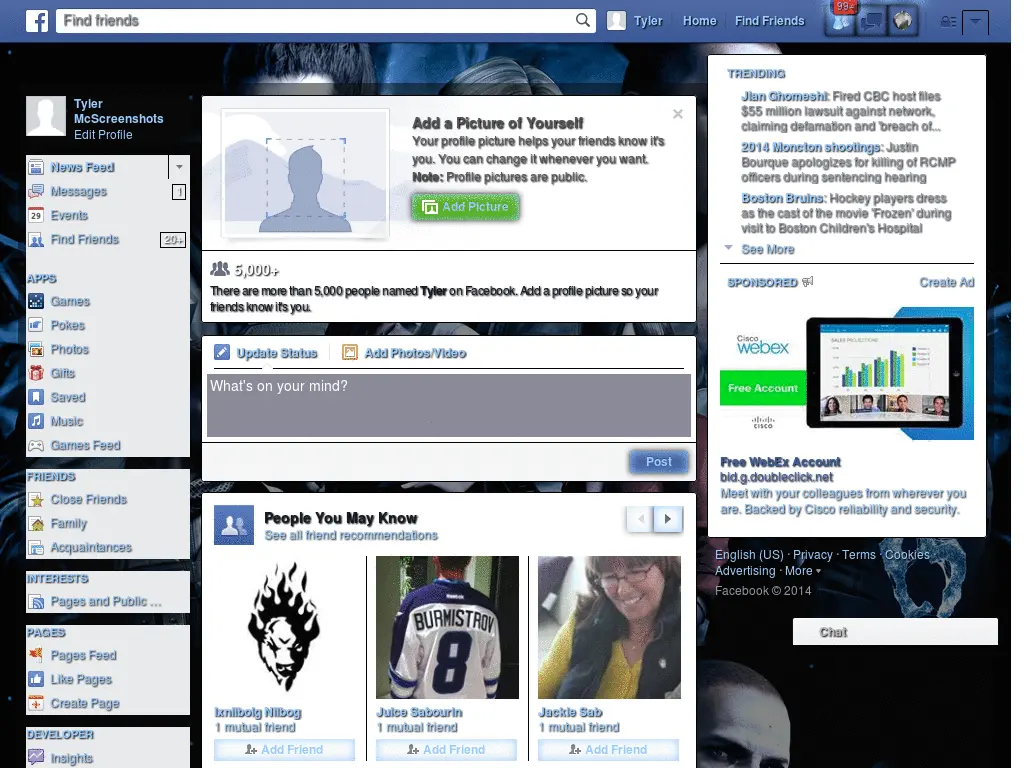 Find friends
Tyler
Home
Find Friends
99+
Tyler
McScreenshots
Edit Profile
News Feed
Messages
1
29
Events
Find Friends
20+
APPS
Games
Pokes
Photos
Gifts
Saved
Music
Games Feed
FRIENDS
Close Friends
Family
Acquaintances
INTERESTS
Pages and Public ...
PAGES
Pages Feed
Like Pages
Create Page
DEVELOPER
Insights
Add a Picture of Yourself
Your profile picture helps your friends know it's
you. You can change it whenever you want.
Note: Profile pictures are public.
Add Picture
5,000+
There are more than 5,000 people named Tyler on Facebook. Add a profile picture so your
friends know it's you.
Update Status
Add Photos/Video
What's on your mind?
Post
People You May Know
See all friend recommendations
Reebok
BURMISTROV
8
Ixnilbolg Nilbog
1 mutual friend
Add Friend
Juice Sabourin
1 mutual friend
Add Friend
Jackie Sab
1 mutual friend
Add Friend
TRENDING
Jian Ghomeshi: Fired CBC host files
$55 million lawsuit against network,
claiming defamation and 'breach of...
2014 Moncton shootings: Justin
Bourque apologizes for killing of RCMP
officers during sentencing hearing
Boston Bruins: Hockey players dress
as the cast of the movie 'Frozen' during
visit to Boston Children's Hospital
See More
SPONSORED
Create Ad
Cisco
webex
Free Account
cisco
SALES PROJECTIONS
Free WebEx Account
bid.g.doubleclick.net
Meet with your colleagues from wherever you
are. Backed by Cisco reliability and security.
English (US) · Privacy · Terms · Cookies
Advertising · More
Facebook © 2014
Chat